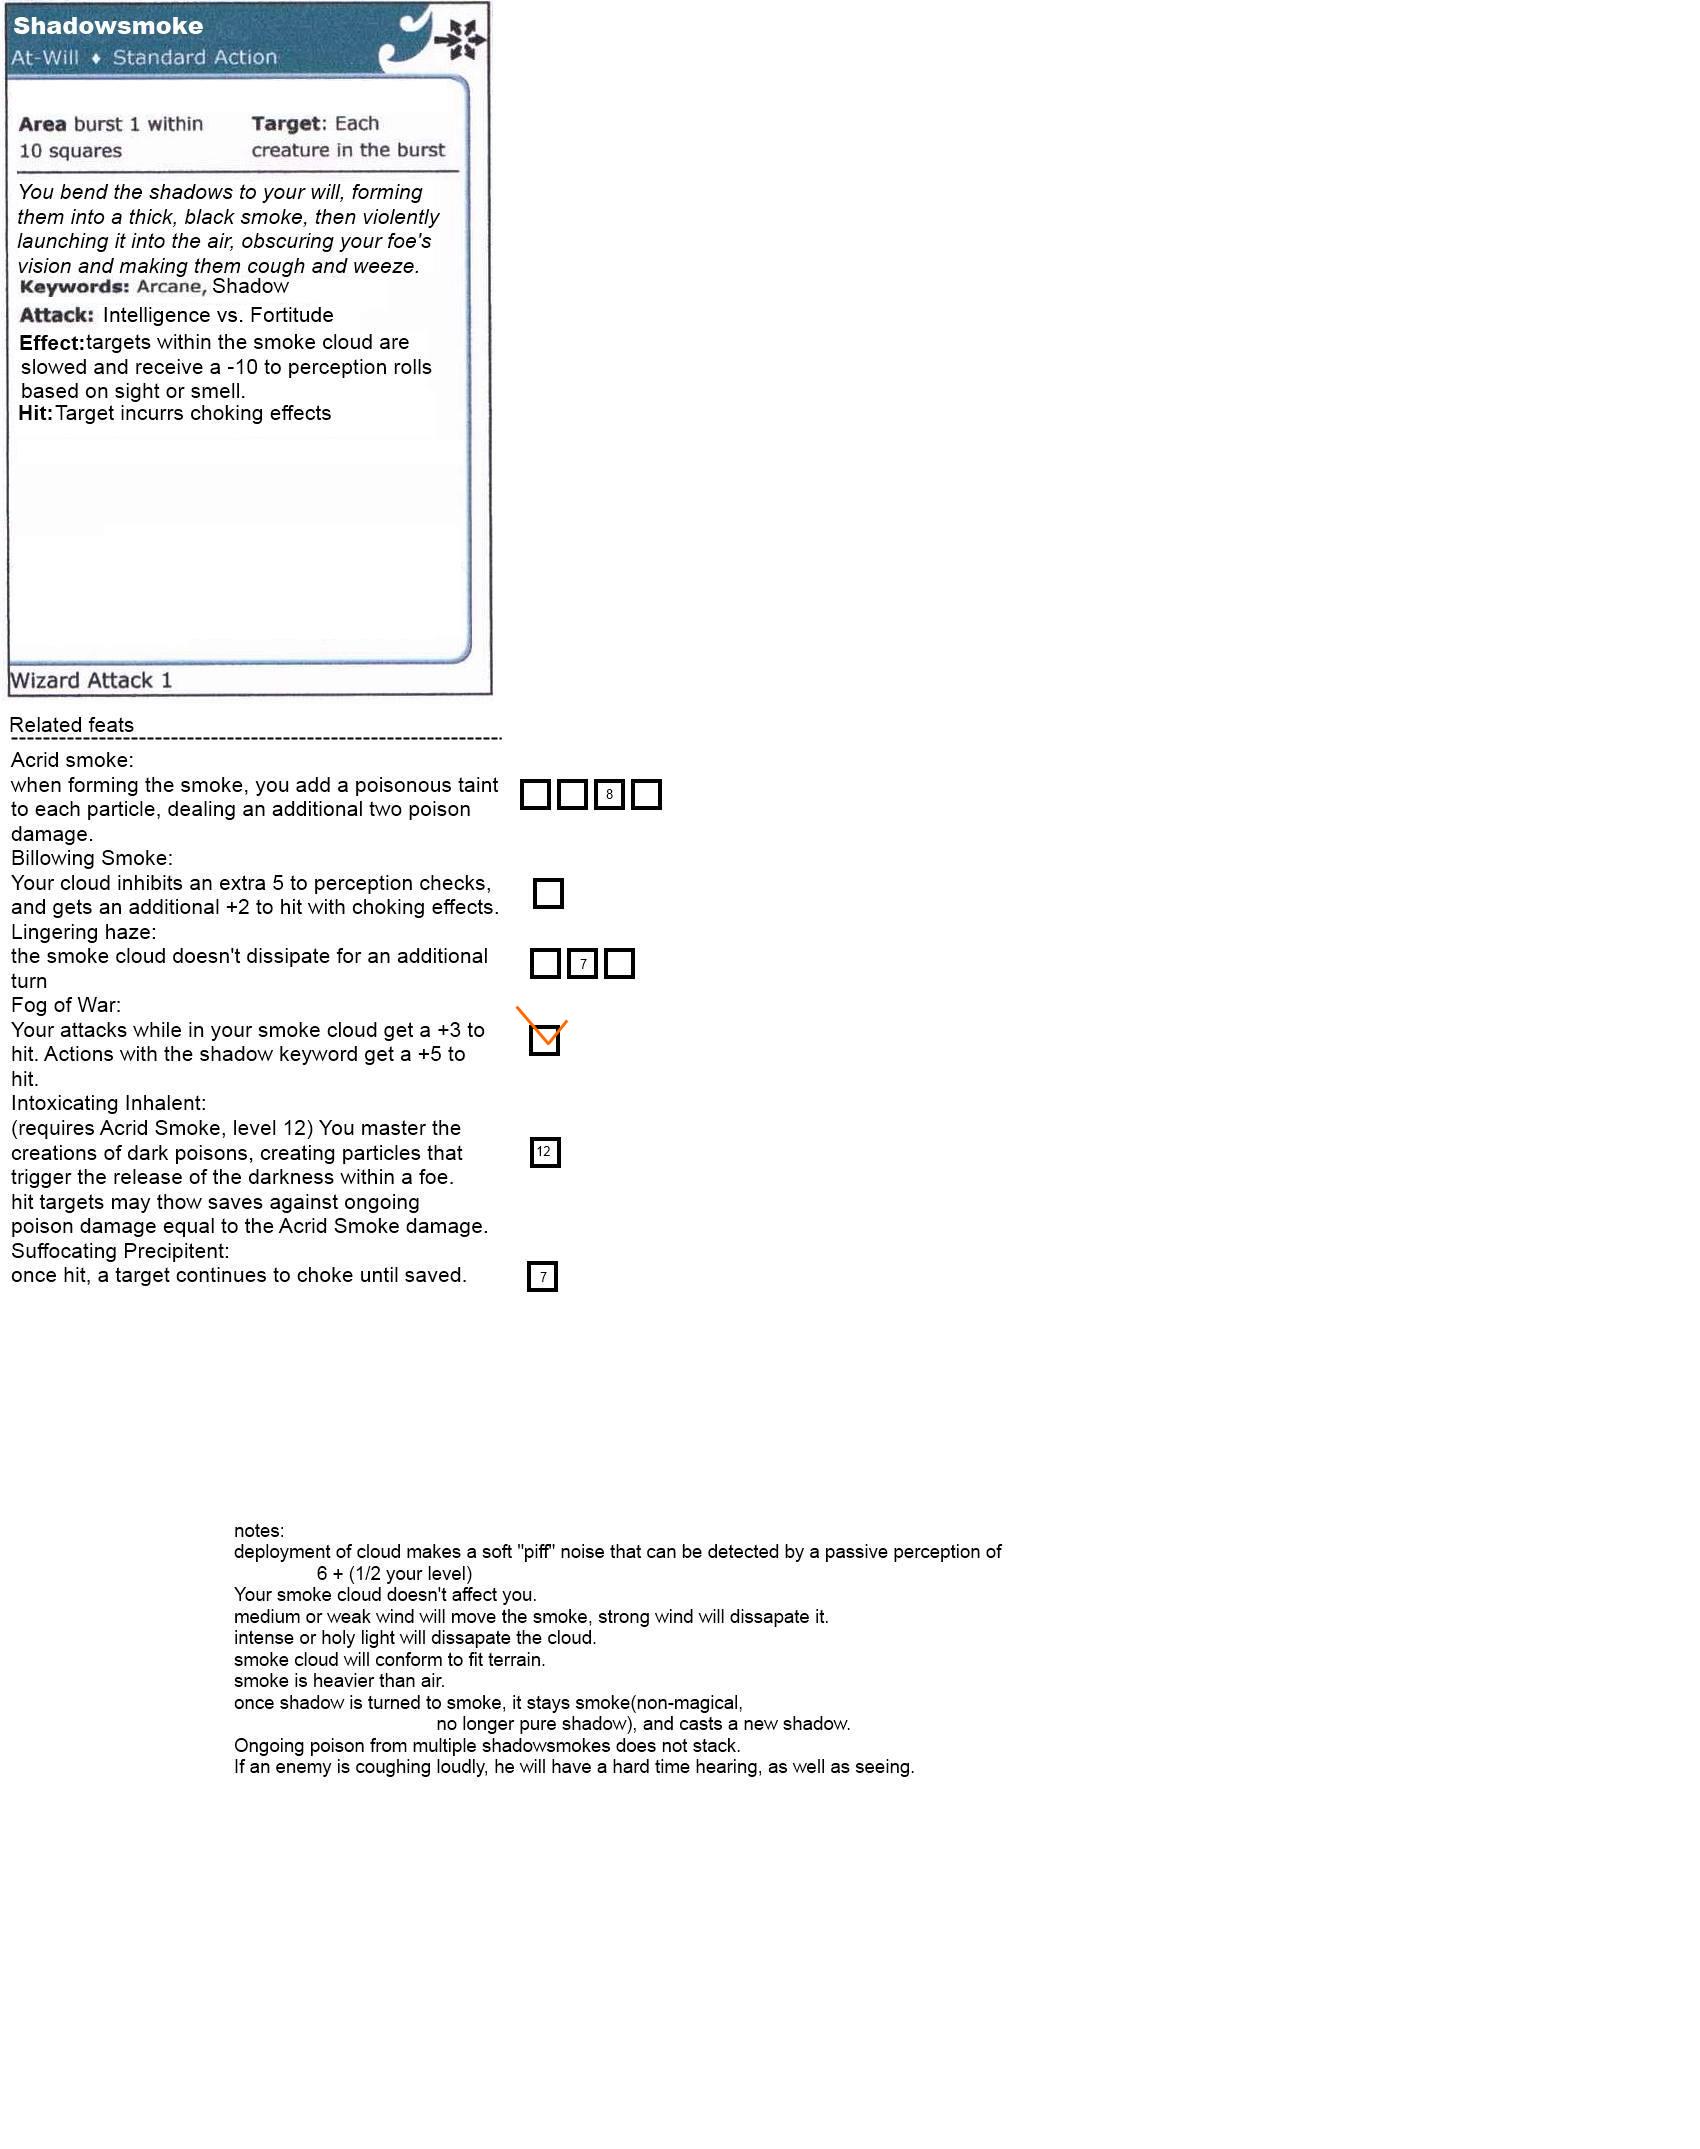 Shadowsmoke
At-Will ♦ Standard Action
Area burst 1 within
10 squares
Target: Each
creature in the burst
You bend the shadows to your will, forming
them into a thick, black smoke, then violently
launching it into the air, obscuring your foe's
vision and making them cough and weeze.
Keywords: Arcane, Shadow
Attack: Intelligence vs. Fortitude
Effect:targets within the smoke cloud are
slowed and receive a -10 to perception rolls
based on sight or smell.
Hit:Target incurrs choking effects
Wizard Attack 1
Related feats
Acrid smoke:
when forming the smoke, you add a poisonous taint
to each particle, dealing an additional two poison
damage.
8
Billowing Smoke:
Your cloud inhibits an extra 5 to perception checks,
and gets an additional +2 to hit with choking effects.
Lingering haze:
the smoke cloud doesn't dissipate for an additional
turn
7
Fog of War:
Your attacks while in your smoke cloud get a +3 to
hit. Actions with the shadow keyword get a +5 to
hit.
Intoxicating Inhalent:
(requires Acrid Smoke, level 12) You master the
creations of dark poisons, creating particles that
trigger the release of the darkness within a foe.
hit targets may thow saves against ongoing
poison damage equal to the Acrid Smoke damage.
12
Suffocating Precipitent:
once hit, a target continues to choke until saved.
7
notes:
deployment of cloud makes a soft "piff" noise that can be detected by a passive perception of
6 + (1/2 your level)
Your smoke cloud doesn't affect you.
medium or weak wind will move the smoke, strong wind will dissapate it.
intense or holy light will dissapate the cloud.
smoke cloud will conform to fit terrain.
smoke is heavier than air.
once shadow is turned to smoke, it stays smoke(non-magical,
no longer pure shadow), and casts a new shadow.
Ongoing poison from multiple shadowsmokes does not stack.
If an enemy is coughing loudly, he will have a hard time hearing, as well as seeing.